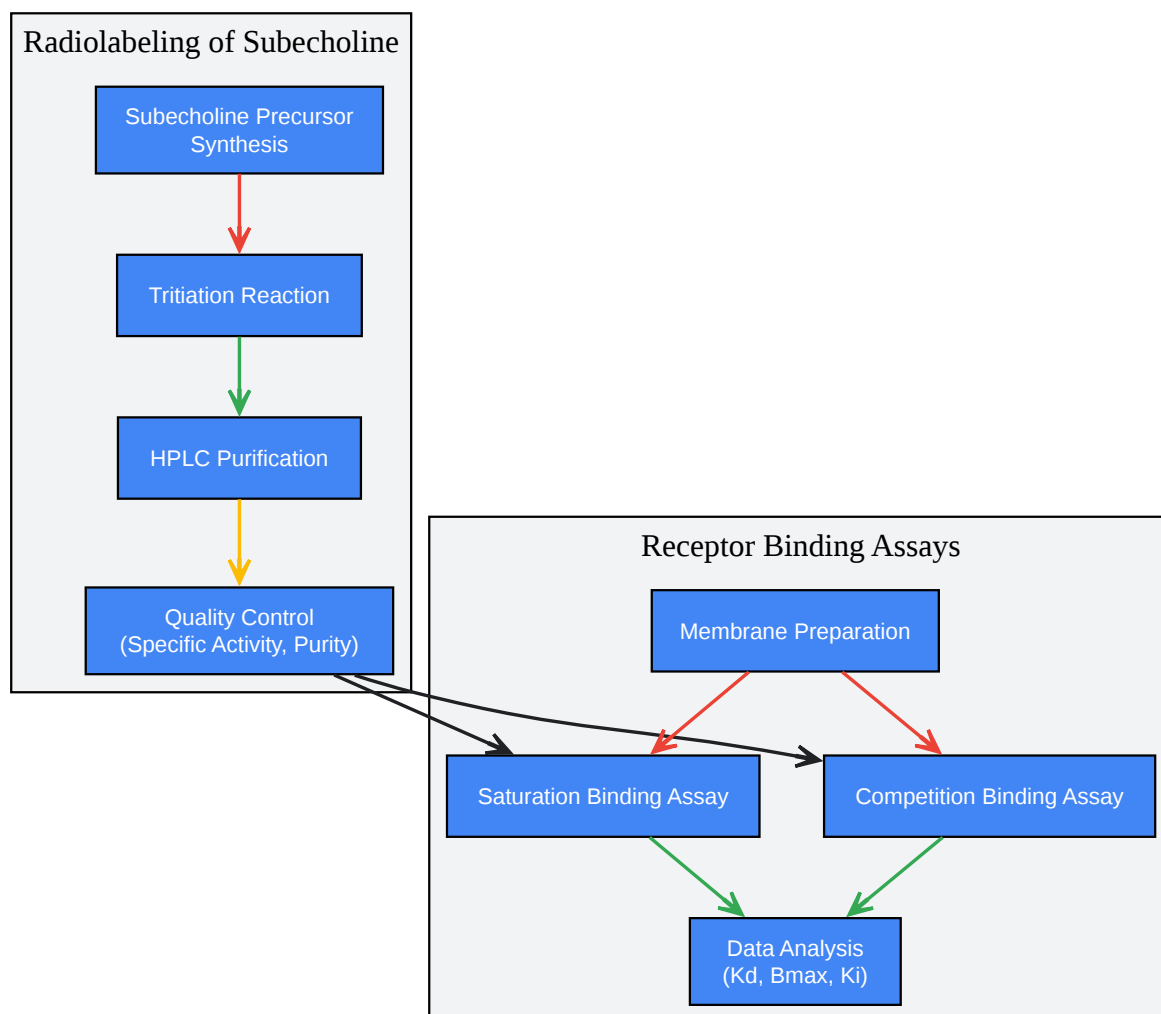 Radiolabeling of Subecholine
Subecholine Precursor
Synthesis
Tritiation Reaction
HPLC Purification
Quality Control
(Specific Activity, Purity)
Receptor Binding Assays
Membrane Preparation
Saturation Binding Assay
Competition Binding Assay
Data Analysis
(Kd, Bmax, Ki)